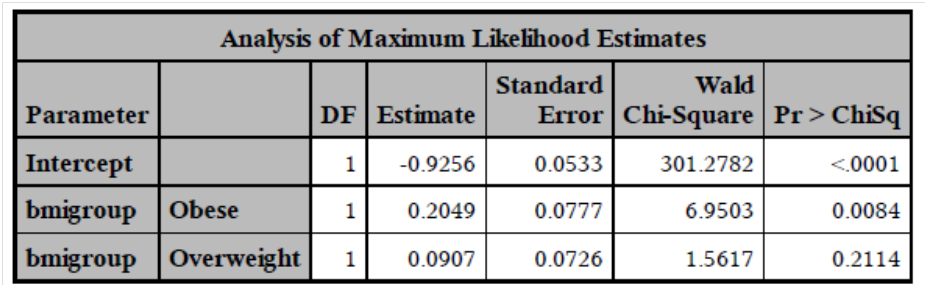 Analysis of Maximum Likelihood Estimates
Parameter DF Estimate Standard Error Wald Chi-Square Pr > ChiSq
Intercept 1 -0.9256 0.0533 301.2782 <.0001
bmigroup Obese 1 0.2049 0.0777 6.9503 0.0084
bmigroup Overweight 1 0.0907 0.0726 1.5617 0.2114